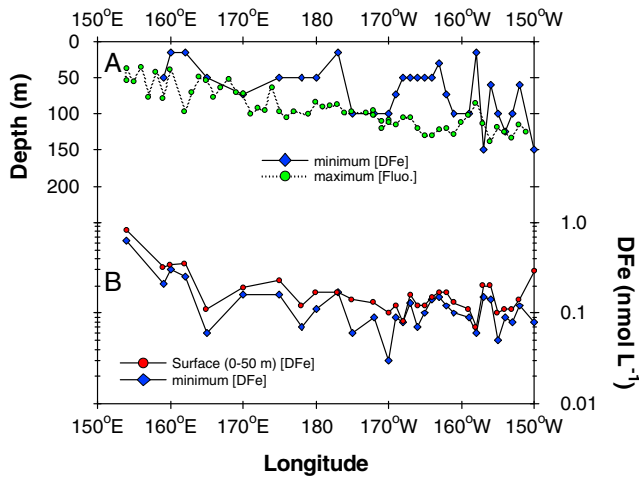 150°E 160°E 170°E 180 170°W 160°W 150°W
0
50
100
150
200
Depth (m)
A
minimum [DFe]
maximum [Fluo.]
1.0
0.1
0.01
DFe (nmol L⁻¹)
B
Surface (0-50 m) [DFe]
minimum [DFe]
150°E 160°E 170°E 180 170°W 160°W 150°W
Longitude